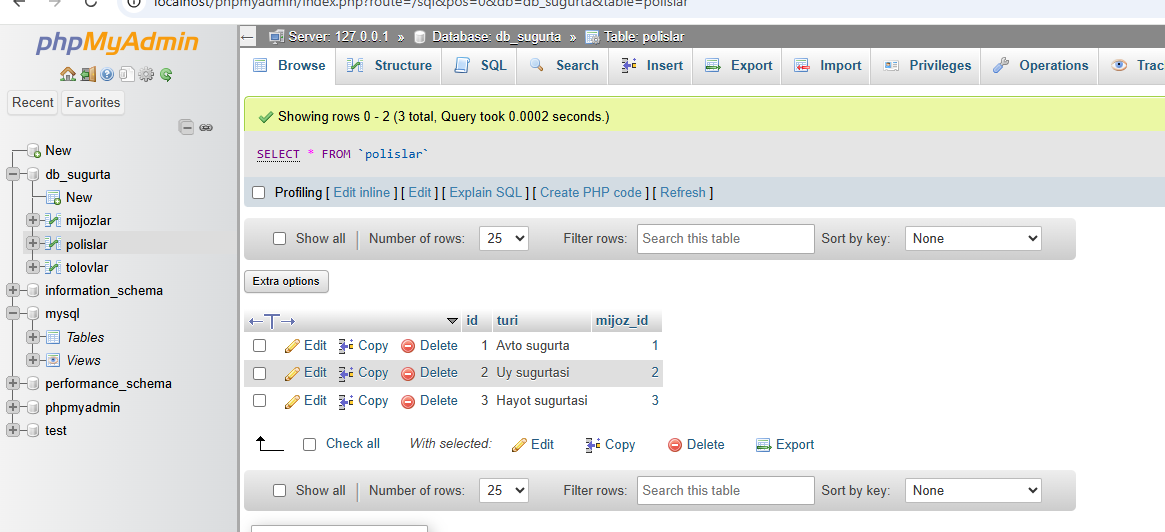 localhost/phpmyadmin/index.php?route=/sql&pos=0&db=db_sugurta&table=polislar
phpMyAdmin
Recent Favorites
New
db_sugurta
New
mijozlar
polislar
tolovlar
information_schema
mysql
Tables
Views
performance_schema
phpmyadmin
test
Server: 127.0.0.1 » Database: db_sugurta » Table: polislar
Browse Structure SQL Search Insert Export Import Privileges Operations Trac
Showing rows 0 - 2 (3 total, Query took 0.0002 seconds.)
SELECT * FROM `polislar`
Profiling [ Edit inline ] [ Edit ] [ Explain SQL ] [ Create PHP code ] [ Refresh ]
Show all Number of rows: 25 Filter rows: Search this table Sort by key: None
Extra options
id turi mijoz_id
Edit Copy Delete 1 Avto sugurta 1
Edit Copy Delete 2 Uy sugurtasi 2
Edit Copy Delete 3 Hayot sugurtasi 3
Check all With selected: Edit Copy Delete Export
Show all Number of rows: 25 Filter rows: Search this table Sort by key: None